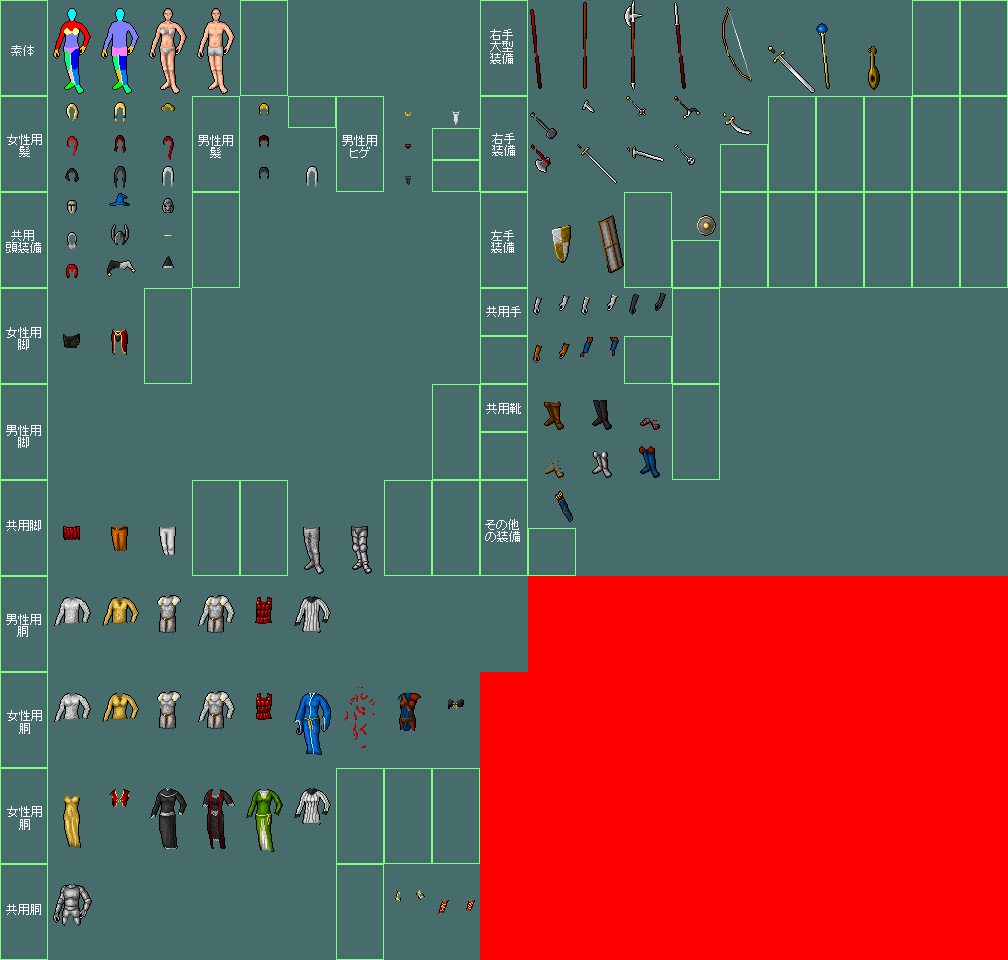 素体
右手
大型
装備
女性用
髪
男性用
髪
男性用
ヒゲ
右手
装備
共用
頭装備
左手
装備
女性用
脚
共用手
男性用
脚
共用靴
共用脚
その他
の装備
男性用
胴
女性用
胴
女性用
胴
共用胴